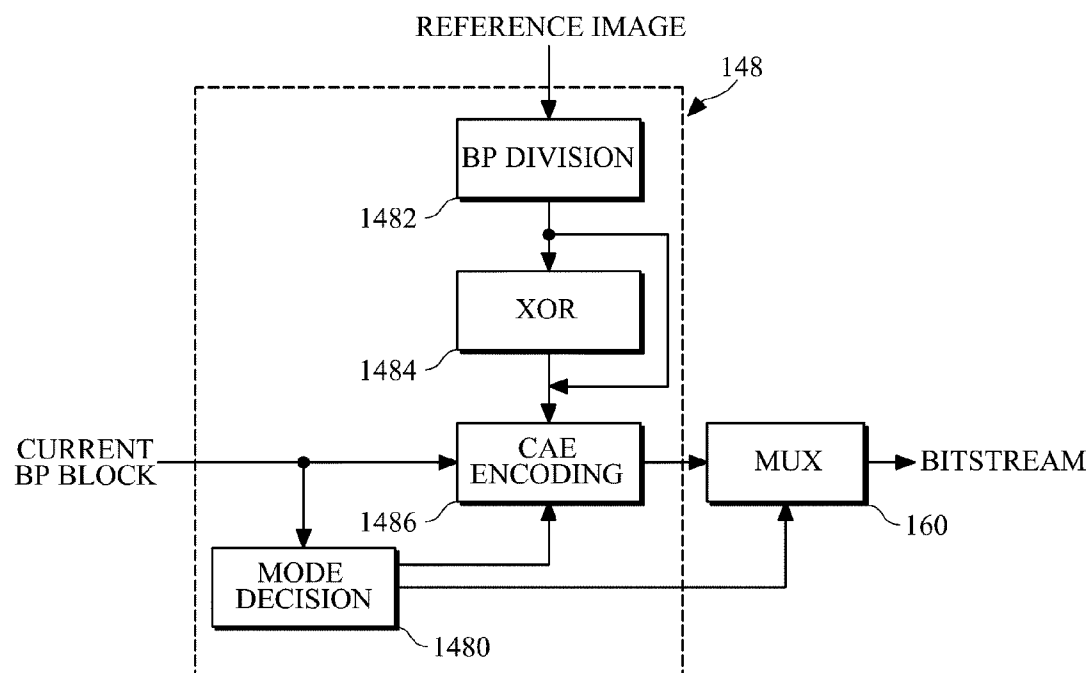 REFERENCE IMAGE
148
BP DIVISION
1482
XOR
1484
CURRENT
BP BLOCK
CAE
ENCODING
1486
MUX
160
BITSTREAM
MODE
DECISION
1480